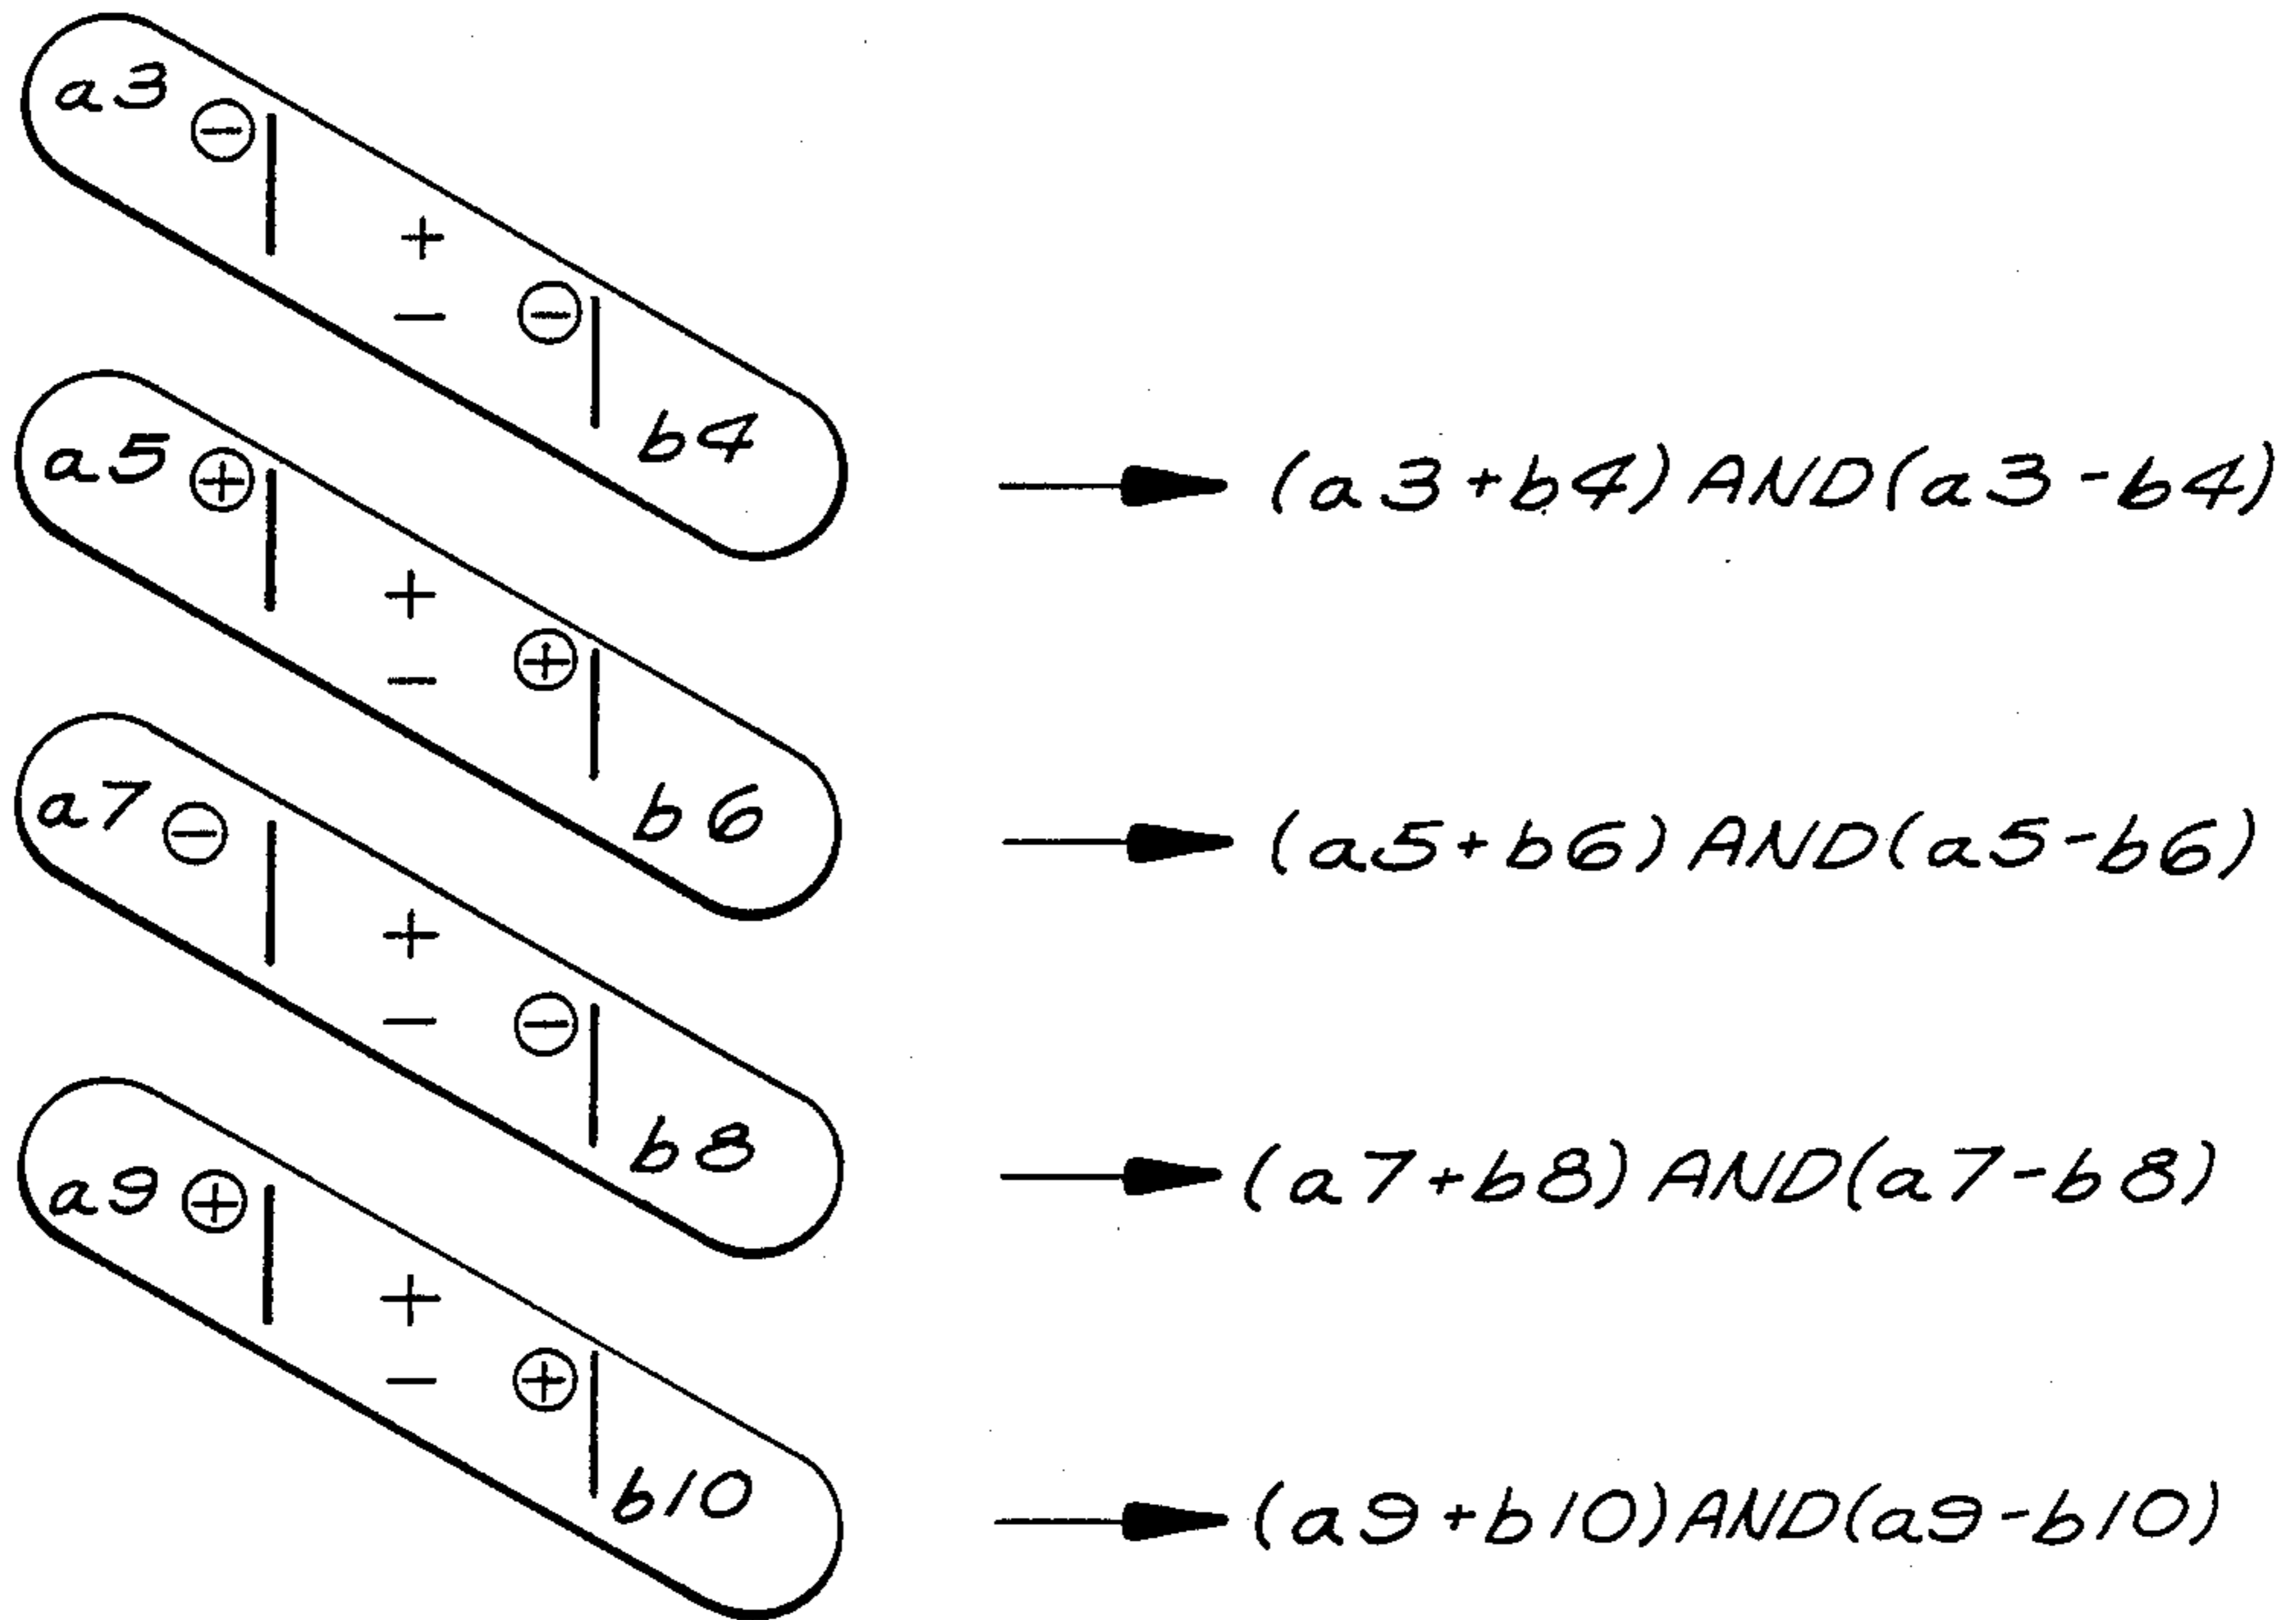 a3 ⊖
+
− ⊖
b4
→ (a3+b4) AND (a3-b4)
a5 ⊕
+
− ⊕
b6
→ (a5+b6) AND (a5-b6)
a7 ⊖
+
− ⊖
b8
→ (a7+b8) AND (a7-b8)
a9 ⊕
+
− ⊕
b10
→ (a9+b10) AND (a9-b10)